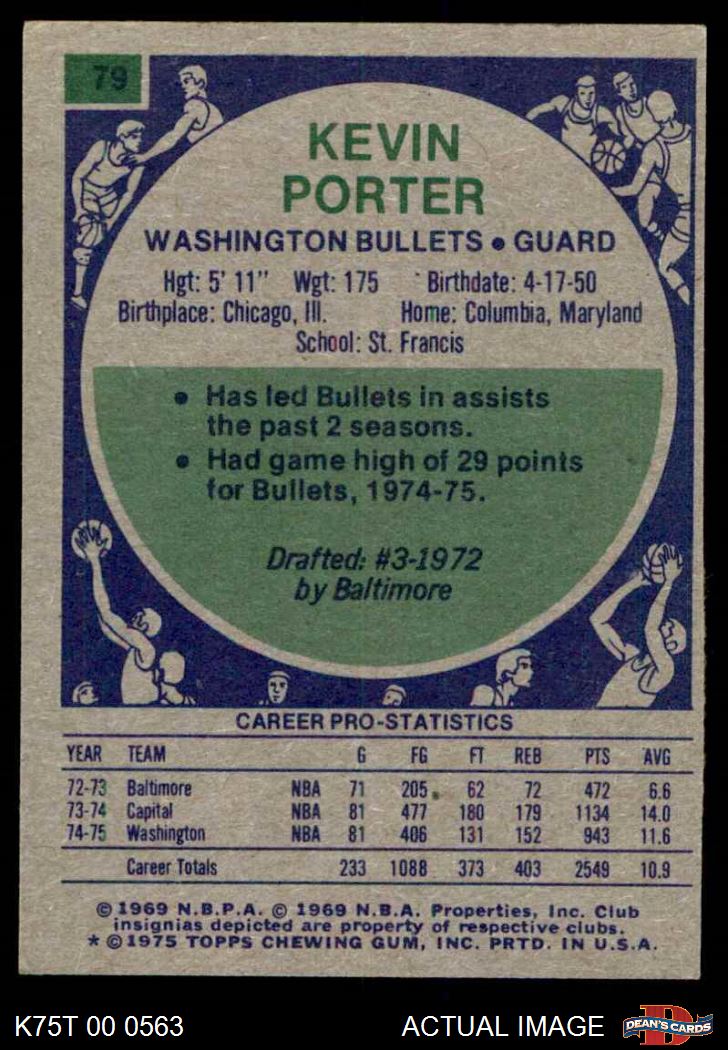 79
KEVIN
PORTER
WASHINGTON BULLETS • GUARD
Hgt: 5' 11" Wgt: 175 Birthdate: 4-17-50
Birthplace: Chicago, Ill. Home: Columbia, Maryland
School: St. Francis
• Has led Bullets in assists
the past 2 seasons.
• Had game high of 29 points
for Bullets, 1974-75.
Drafted: #3-1972
by Baltimore
CAREER PRO-STATISTICS
YEAR TEAM G FG FT REB PTS AVG
72-73 Baltimore NBA 71 205 62 72 472 6.6
73-74 Capital NBA 81 477 180 179 1134 14.0
74-75 Washington NBA 81 406 131 152 943 11.6
Career Totals 233 1088 373 403 2549 10.9
© 1969 N.B.P.A. © 1969 N.B.A. Properties, Inc. Club
insignias depicted are property of respective clubs.
* © 1975 TOPPS CHEWING GUM, INC. PRTD. IN U.S.A.
K75T 00 0563 ACTUAL IMAGE
D
DEAN'S CARDS